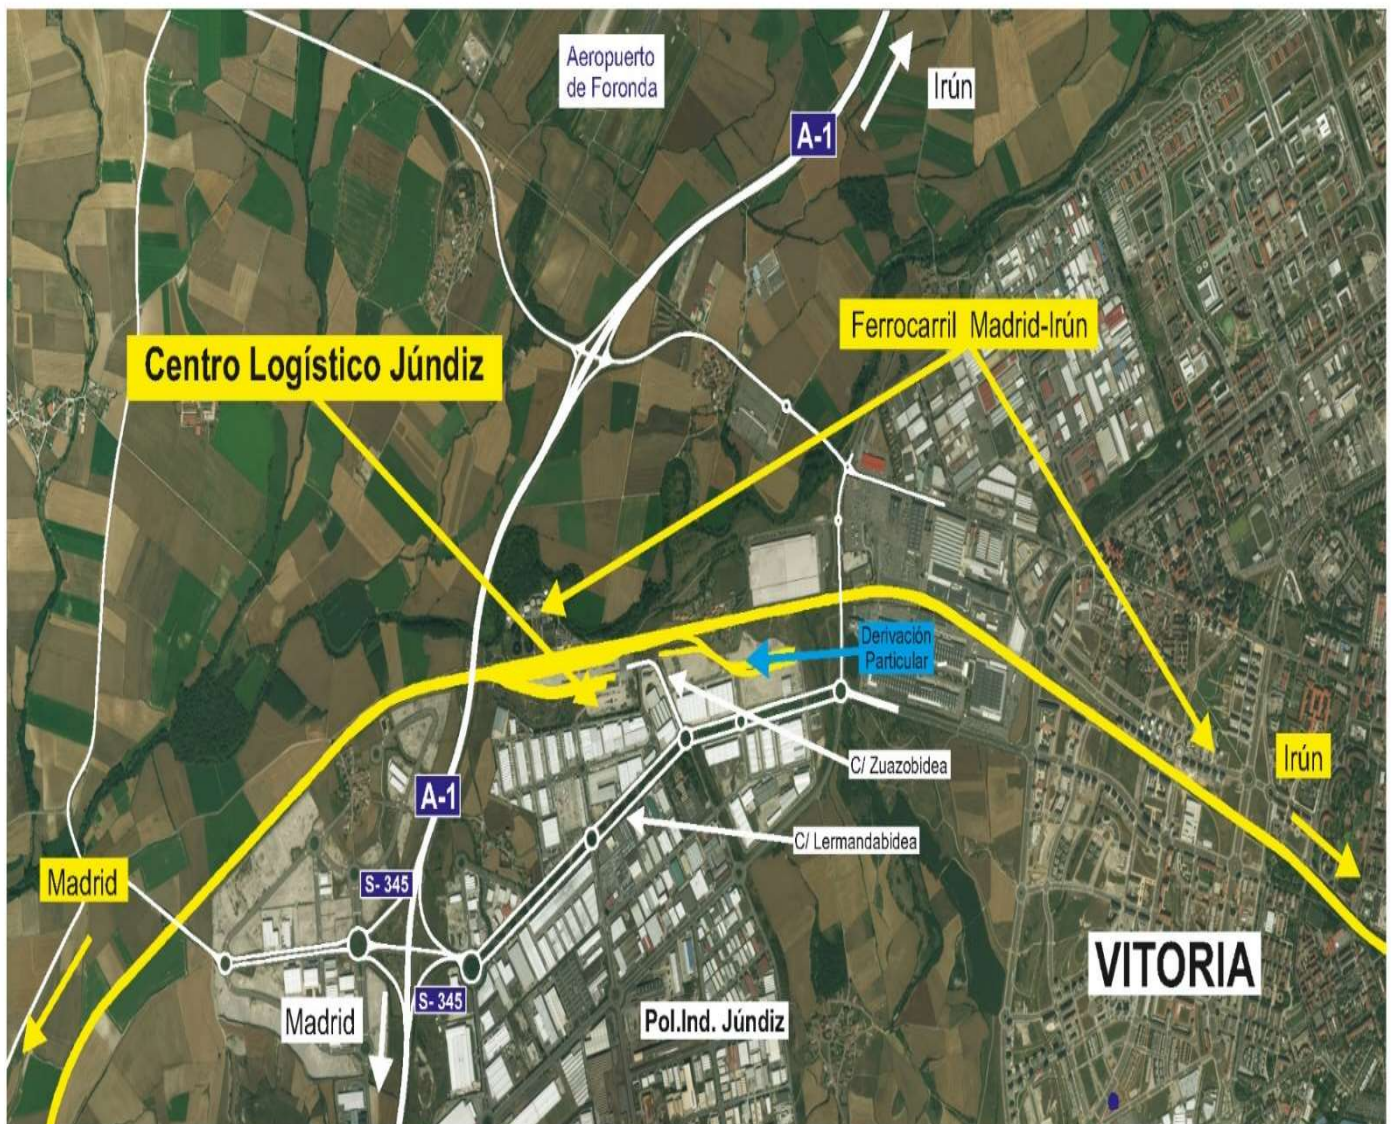 Aeropuerto
de Foronda
Irún
A-1
Ferrocarril Madrid-Irún
Centro Logístico Júndiz
Derivación
Particular
Irún
C/ Zuazobidea
A-1
C/ Lermandabidea
Madrid
S- 345
VITORIA
S- 345
Madrid
Pol.Ind. Júndiz